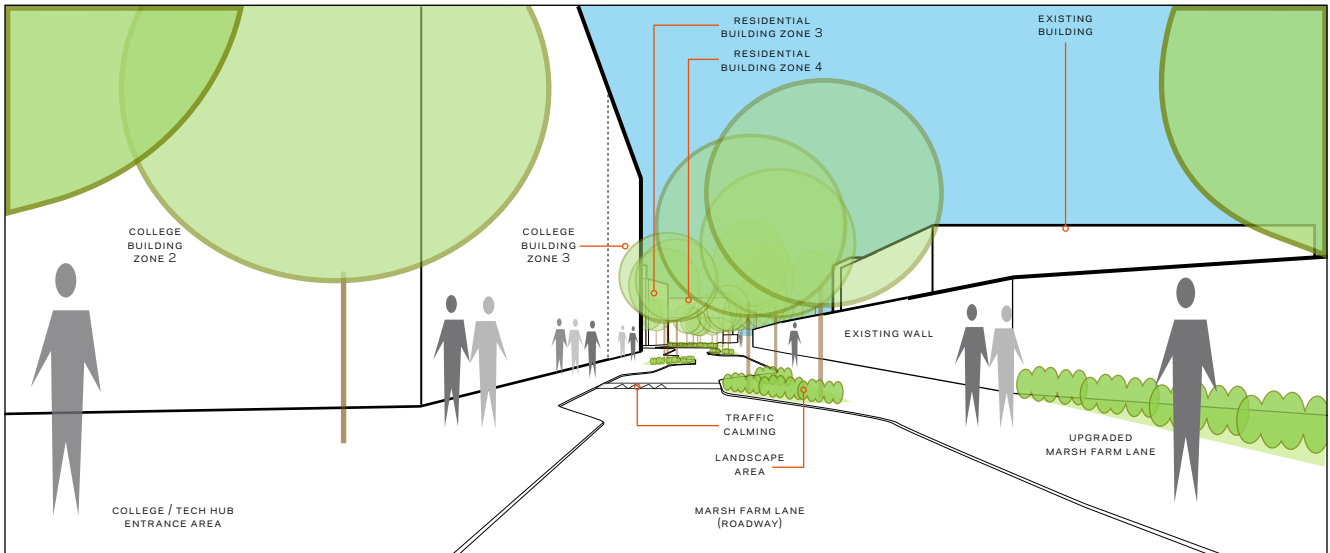 RESIDENTIAL
BUILDING ZONE 3
RESIDENTIAL
BUILDING ZONE 4
EXISTING
BUILDING
COLLEGE
BUILDING
ZONE 2
COLLEGE
BUILDING
ZONE 3
EXISTING WALL
TRAFFIC
CALMING
LANDSCAPE
AREA
UPGRADED
MARSH FARM LANE
COLLEGE / TECH HUB
ENTRANCE AREA
MARSH FARM LANE
(ROADWAY)